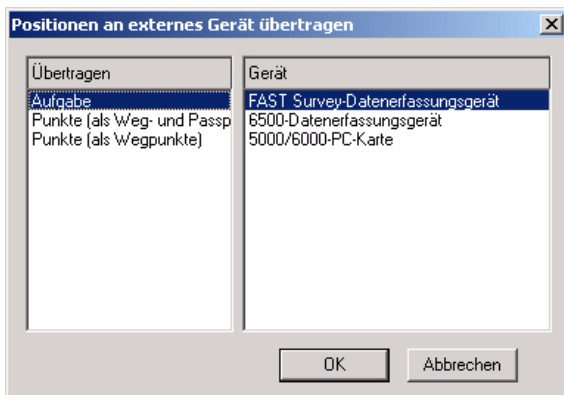 Positionen an externes Gerät übertragen
Übertragen
Aufgabe
Punkte (als Weg- und Passp
Punkte (als Wegpunkte)
Gerät
FAST Survey-Datenerfassungsgerät
6500-Datenerfassungsgerät
5000/6000-PC-Karte
OK
Abbrechen